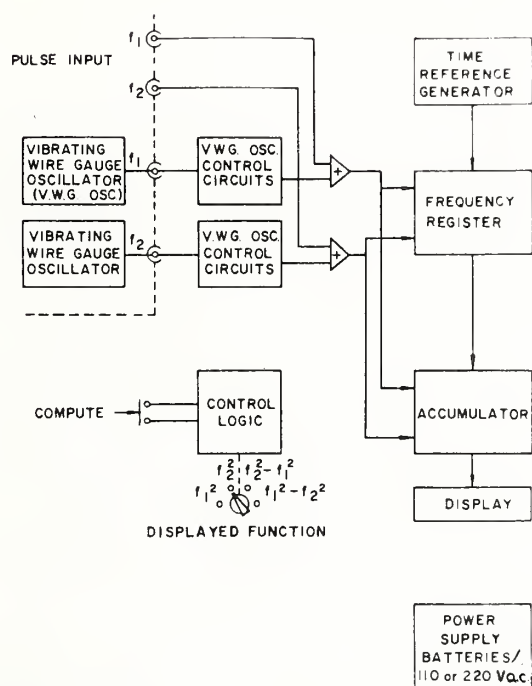 f₁
PULSE INPUT
f₂
TIME
REFERENCE
GENERATOR
VIBRATING
WIRE GAUGE
OSCILLATOR
(V.W.G OSC)
f₁
V.W.G. OSC.
CONTROL
CIRCUITS
+
FREQUENCY
REGISTER
VIBRATING
WIRE GAUGE
OSCILLATOR
f₂
V.W.G. OSC.
CONTROL
CIRCUITS
+
COMPUTE
CONTROL
LOGIC
ACCUMULATOR
f₁² f₂² f₂²-f₁² f₁²-f₂²
DISPLAYED FUNCTION
DISPLAY
POWER
SUPPLY
BATTERIES/
110 or 220 Vac